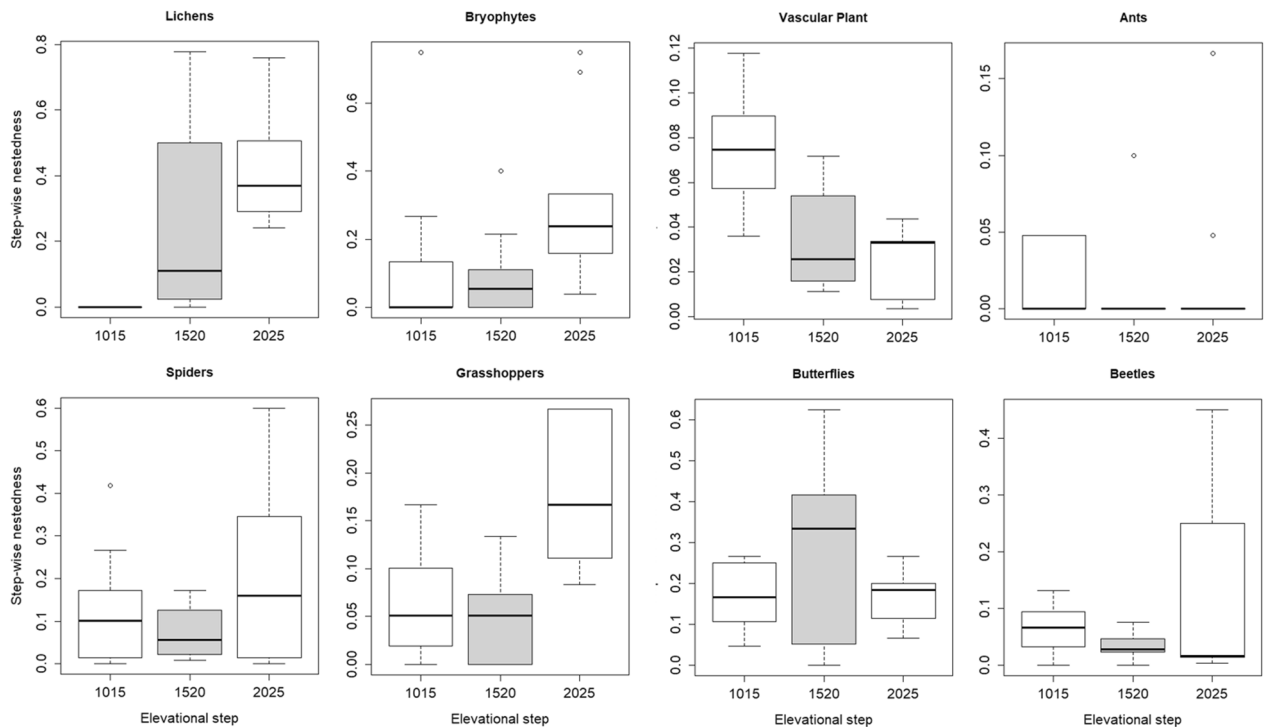 Lichens
Step-wise nestedness
0.0 0.2 0.4 0.6 0.8
1015 1520 2025
Bryophytes
0.0 0.2 0.4 0.6
1015 1520 2025
Vascular Plant
0.00 0.02 0.04 0.06 0.08 0.10 0.12
1015 1520 2025
Ants
0.00 0.05 0.10 0.15
1015 1520 2025
Spiders
Step-wise nestedness
0.0 0.1 0.2 0.3 0.4 0.5 0.6
1015 1520 2025
Elevational step
Grasshoppers
0.00 0.05 0.10 0.15 0.20 0.25
1015 1520 2025
Elevational step
Butterflies
0.0 0.1 0.2 0.3 0.4 0.5 0.6
1015 1520 2025
Elevational step
Beetles
0.0 0.1 0.2 0.3 0.4
1015 1520 2025
Elevational step